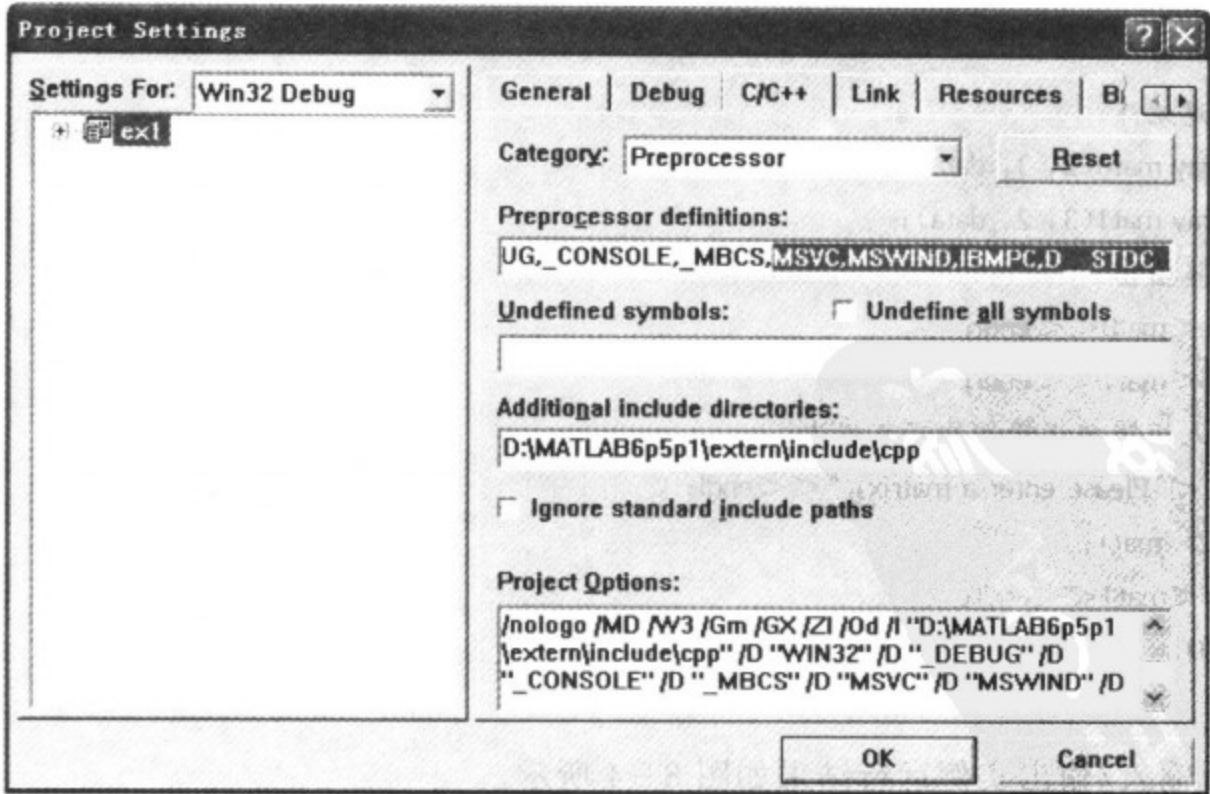 Project Settings
Settings For: Win32 Debug
ex1
General Debug C/C++ Link Resources
Category: Preprocessor Reset
Preprocessor definitions:
UG,_CONSOLE,_MBCS,MSVC,MSWIND,IBMPC,D__STDC_
Undefined symbols: Undefine all symbols
Additional include directories:
D:\MATLAB6p5p1\extern\include\cpp
Ignore standard include paths
Project Options:
/nologo /MD /W3 /Gm /GX /ZI /Od /I "D:\MATLAB6p5p1
\extern\include\cpp" /D "WIN32" /D "_DEBUG" /D
"_CONSOLE" /D "_MBCS" /D "MSVC" /D "MSWIND" /D
OK Cancel